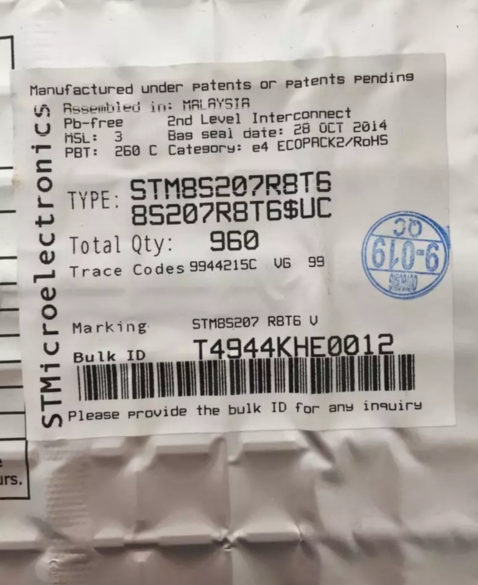 Manufactured under patents or patents pending
Assembled in: MALAYSIA
Pb-free 2nd Level Interconnect
MSL: 3 Bag seal date: 28 OCT 2014
PBT: 260 C Category: e4 ECOPACK2/RoHS
STMicroelectronics
TYPE: STM8S207R8T6
8S207R8T6$UC
Total Qty: 960
Trace Codes 9944215C VG 99
QC
9-019
Marking STM8S207 R8T6 V
Bulk ID T4944KHE0012
Please provide the bulk ID for any inquiry
urs.